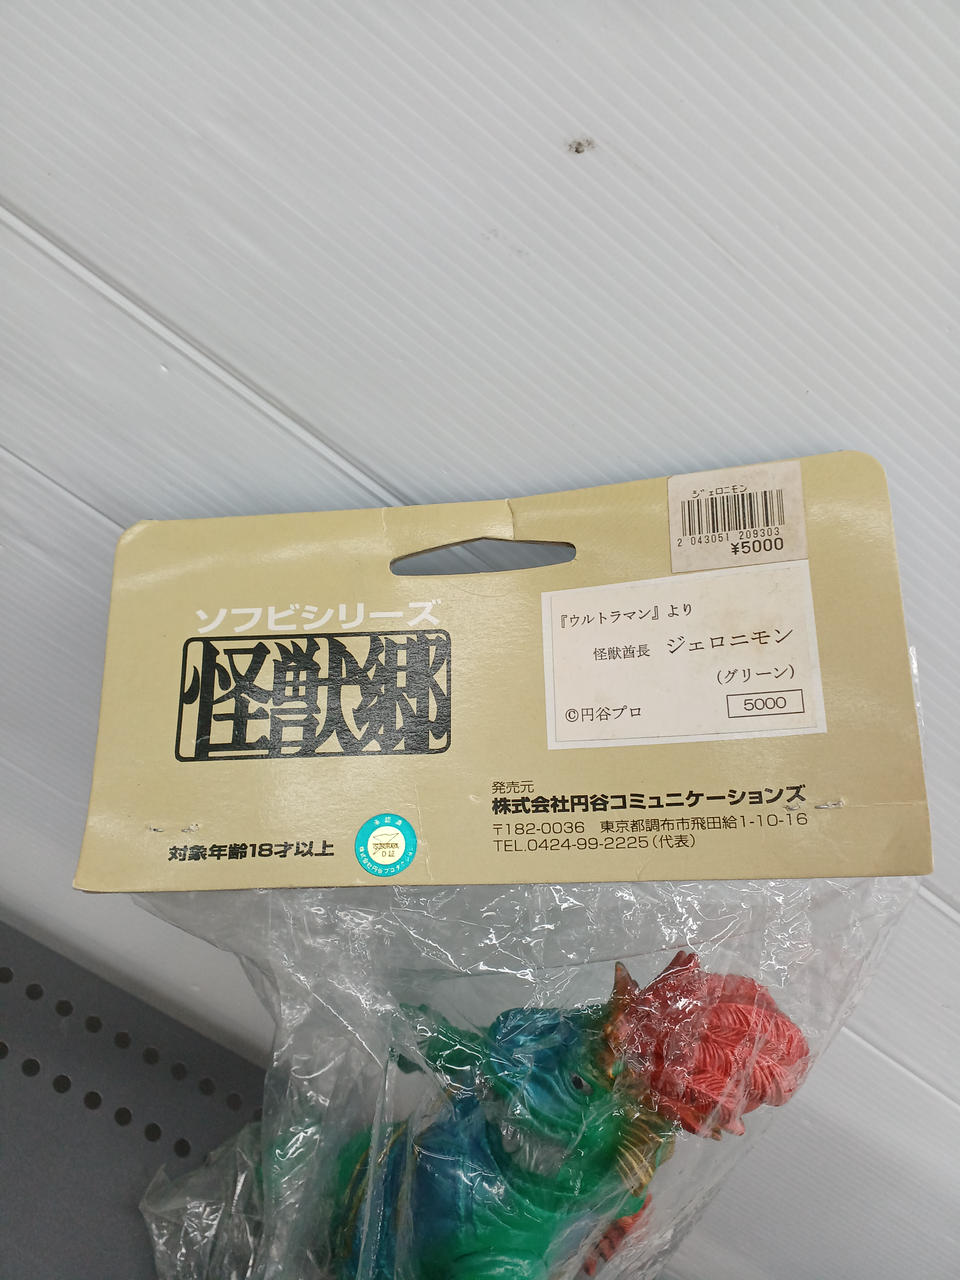 ジェロニモン
2 043051 209303
¥5000
ソフビシリーズ
怪獣郷
『ウルトラマン』より
怪獣酋長 ジェロニモン
(グリーン)
©円谷プロ
5000
発売元
株式会社円谷コミュニケーションズ
〒182-0036 東京都調布市飛田給1-10-16
TEL.0424-99-2225(代表)
対象年齢18才以上